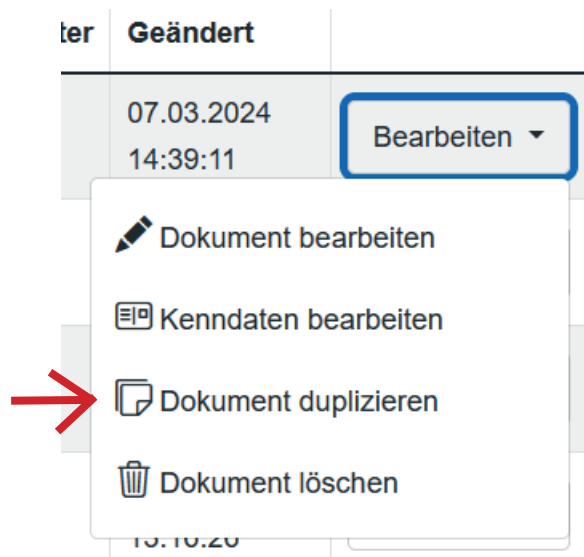 ter Geändert
07.03.2024
14:39:11
Bearbeiten
Dokument bearbeiten
Kenndaten bearbeiten
Dokument duplizieren
Dokument löschen